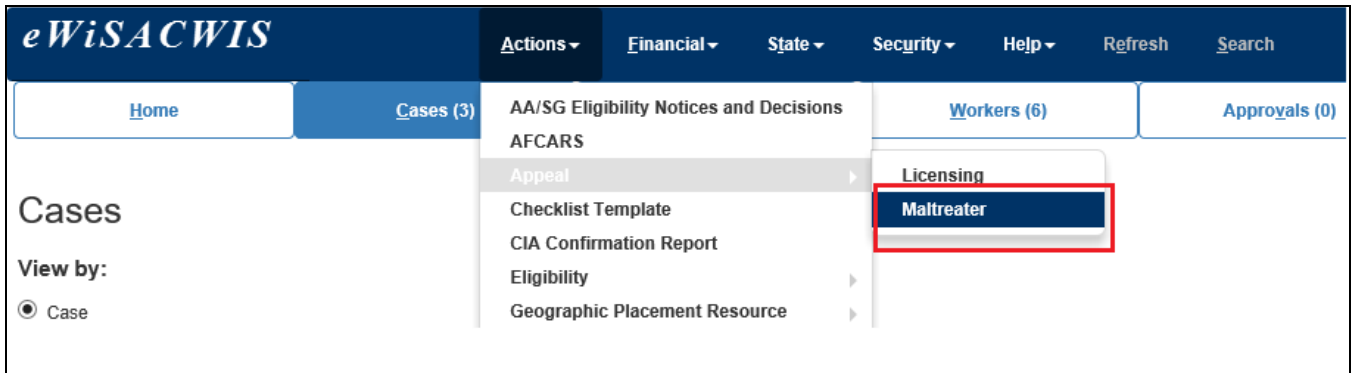 eWiSACWIS
Actions Financial State Security Help Refresh Search
Home Cases (3) Workers (6) Approvals (0)
AA/SG Eligibility Notices and Decisions
AFCARS
Appeal
Licensing
Maltreater
Checklist Template
CIA Confirmation Report
Eligibility
Geographic Placement Resource
Cases
View by:
Case